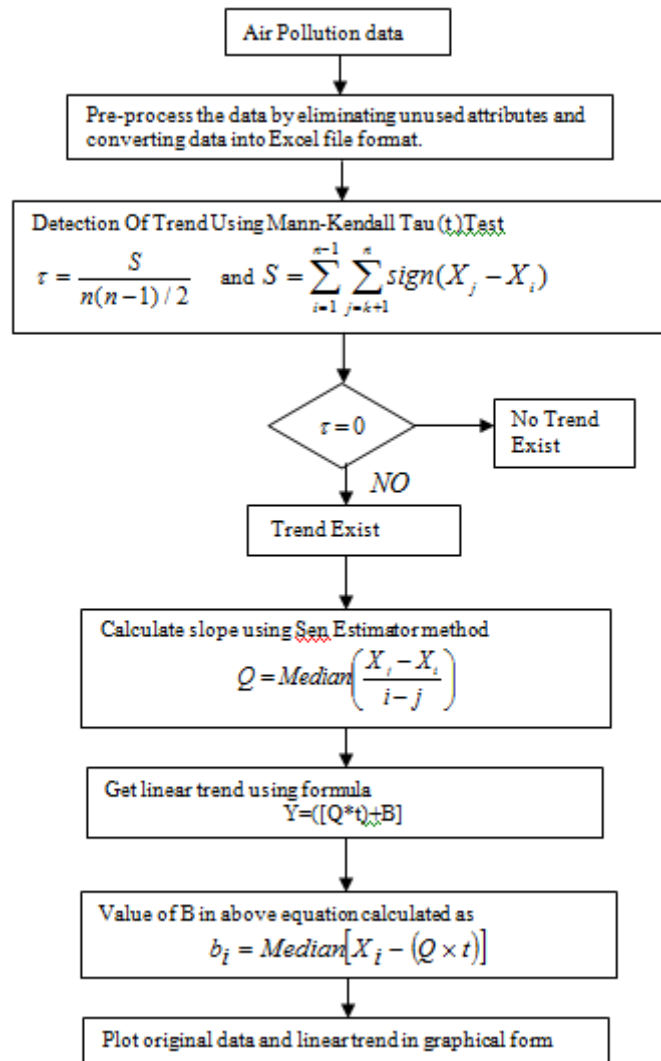 Air Pollution data
Pre-process the data by eliminating unused attributes and
converting data into Excel file format.
Detection Of Trend Using Mann-Kendall Tau (t.)Test
τ = S / n(n−1)/2 and S = ∑_{i=1}^{n-1} ∑_{j=k+1}^{n} sign(X_j − X_i)
τ = 0
No Trend
Exist
NO
Trend Exist
Calculate slope using Sen Estimator method
Q = Median((X_j − X_i) / (i − j))
Get linear trend using formula
Y=([Q*t)+B]
Value of B in above equation calculated as
b_i = Median[X_i − (Q × t)]
Plot original data and linear trend in graphical form